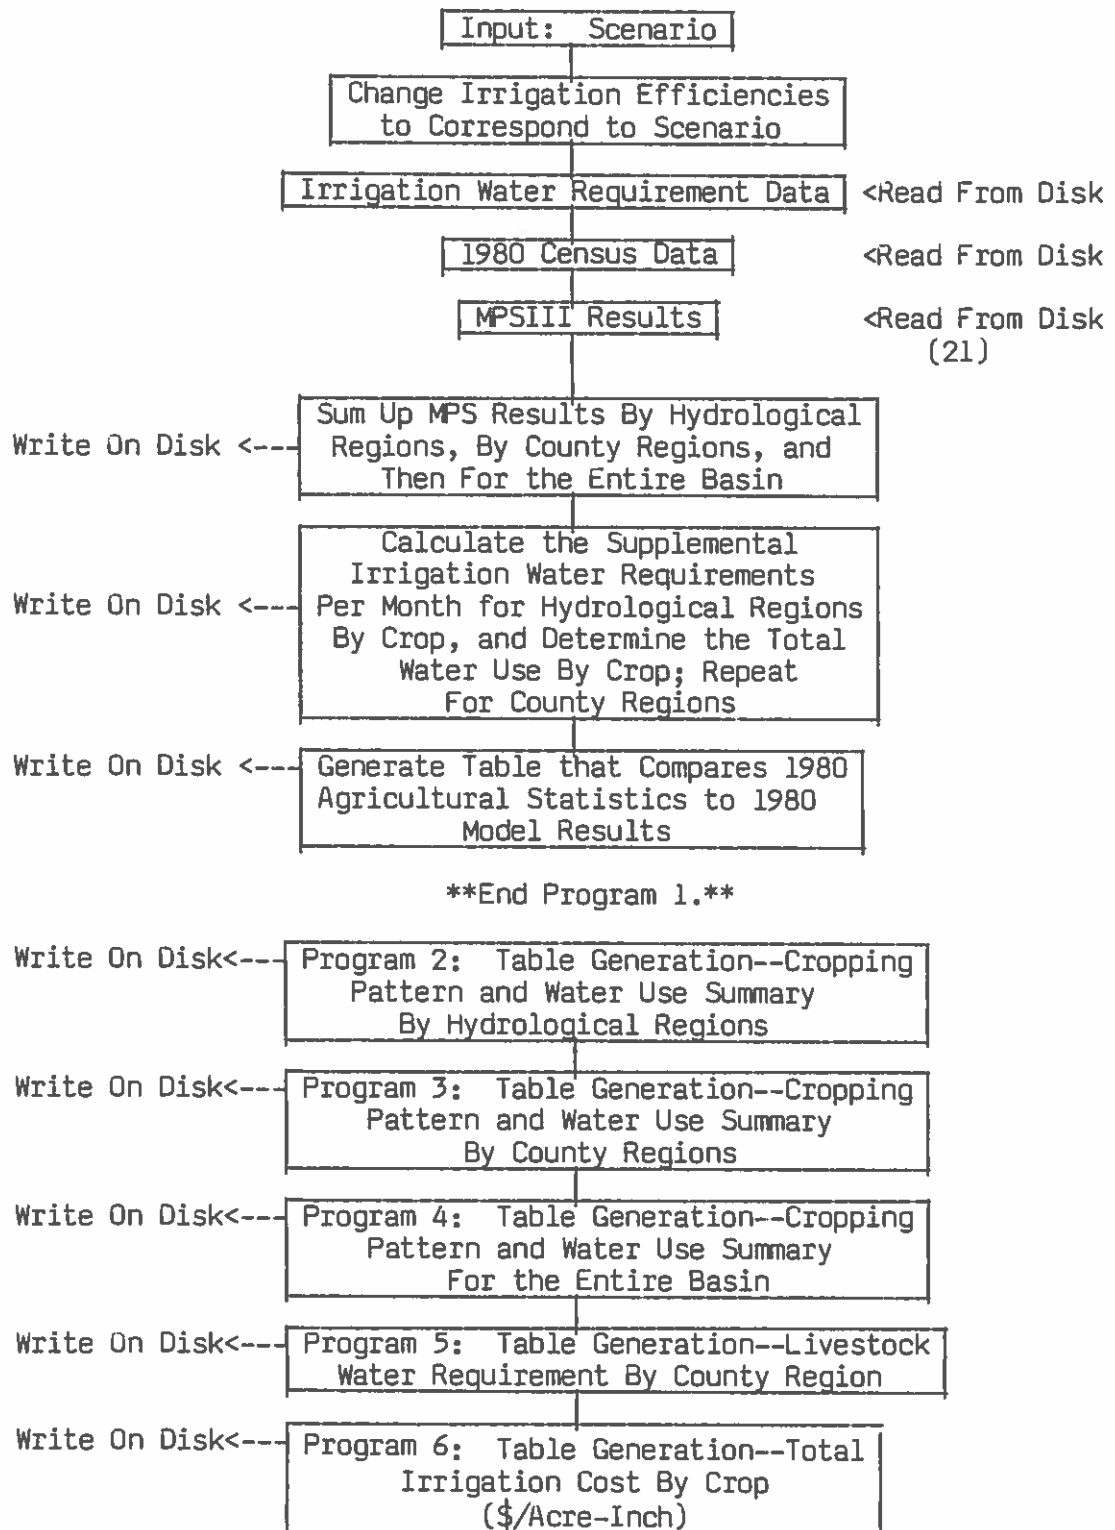 Input: Scenario
Change Irrigation Efficiencies
to Correspond to Scenario
Irrigation Water Requirement Data <Read From Disk
1980 Census Data <Read From Disk
MPSIII Results <Read From Disk
(21)
Sum Up MPS Results By Hydrological
Write On Disk <--- Regions, By County Regions, and
Then For the Entire Basin
Calculate the Supplemental
Irrigation Water Requirements
Write On Disk <--- Per Month for Hydrological Regions
By Crop, and Determine the Total
Water Use By Crop; Repeat
For County Regions
Write On Disk <--- Generate Table that Compares 1980
Agricultural Statistics to 1980
Model Results
**End Program 1.**
Write On Disk<--- Program 2: Table Generation--Cropping
Pattern and Water Use Summary
By Hydrological Regions
Write On Disk<--- Program 3: Table Generation--Cropping
Pattern and Water Use Summary
By County Regions
Write On Disk<--- Program 4: Table Generation--Cropping
Pattern and Water Use Summary
For the Entire Basin
Write On Disk<--- Program 5: Table Generation--Livestock
Water Requirement By County Region
Write On Disk<--- Program 6: Table Generation--Total
Irrigation Cost By Crop
($/Acre-Inch)